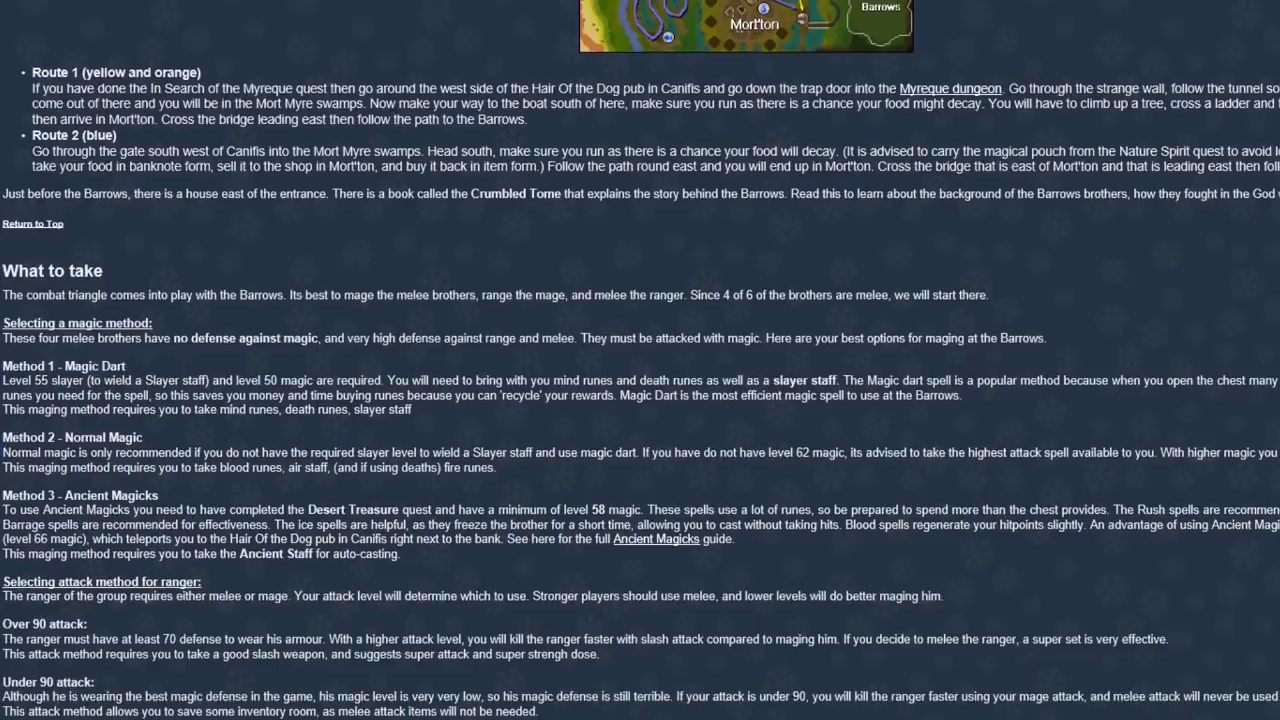 Barrows
Mort'ton
• Route 1 (yellow and orange)
If you have done the In Search of the Myreque quest then go around the west side of the Hair Of the Dog pub in Canifis and go down the trap door into the Myreque dungeon. Go through the strange wall, follow the tunnel so
come out of there and you will be in the Mort Myre swamps. Now make your way to the boat south of here, make sure you run as there is a chance your food might decay. You will have to climb up a tree, cross a ladder and
then arrive in Mort'ton. Cross the bridge leading east then follow the path to the Barrows.
• Route 2 (blue)
Go through the gate south west of Canifis into the Mort Myre swamps. Head south, make sure you run as there is a chance your food will decay. (It is advised to carry the magical pouch from the Nature Spirit quest to avoid
take your food in banknote form, sell it to the shop in Mort'ton, and buy it back in item form.) Follow the path round east and you will end up in Mort'ton. Cross the bridge that is east of Mort'ton and that is leading east then foll
Just before the Barrows, there is a house east of the entrance. There is a book called the Crumbled Tome that explains the story behind the Barrows. Read this to learn about the background of the Barrows brothers, how they fought in the God
Return to Top
What to take
The combat triangle comes into play with the Barrows. Its best to mage the melee brothers, range the mage, and melee the ranger. Since 4 of 6 of the brothers are melee, we will start there.
Selecting a magic method:
These four melee brothers have no defense against magic, and very high defense against range and melee. They must be attacked with magic. Here are your best options for maging at the Barrows.
Method 1 - Magic Dart
Level 55 slayer (to wield a Slayer staff) and level 50 magic are required. You will need to bring with you mind runes and death runes as well as a slayer staff. The Magic dart spell is a popular method because when you open the chest many
runes you need for the spell, so this saves you money and time buying runes because you can 'recycle' your rewards. Magic Dart is the most efficient magic spell to use at the Barrows.
This maging method requires you to take mind runes, death runes, slayer staff
Method 2 - Normal Magic
Normal magic is only recommended if you do not have the required slayer level to wield a Slayer staff and use magic dart. If you have do not have level 62 magic, its advised to take the highest attack spell available to you. With higher magic you
This maging method requires you to take blood runes, air staff, (and if using deaths) fire runes.
Method 3 - Ancient Magicks
To use Ancient Magicks you need to have completed the Desert Treasure quest and have a minimum of level 58 magic. These spells use a lot of runes, so be prepared to spend more than the chest provides. The Rush spells are recommen
Barrage spells are recommended for effectiveness. The ice spells are helpful, as they freeze the brother for a short time, allowing you to cast without taking hits. Blood spells regenerate your hitpoints slightly. An advantage of using Ancient Magi
(level 66 magic), which teleports you to the Hair Of the Dog pub in Canifis right next to the bank. See here for the full Ancient Magicks guide.
This maging method requires you to take the Ancient Staff for auto-casting.
Selecting attack method for ranger:
The ranger of the group requires either melee or mage. Your attack level will determine which to use. Stronger players should use melee, and lower levels will do better maging him.
Over 90 attack:
The ranger must have at least 70 defense to wear his armour. With a higher attack level, you will kill the ranger faster with slash attack compared to maging him. If you decide to melee the ranger, a super set is very effective.
This attack method requires you to take a good slash weapon, and suggests super attack and super strengh dose.
Under 90 attack:
Although he is wearing the best magic defense in the game, his magic level is very very low, so his magic defense is still terrible. If your attack is under 90, you will kill the ranger faster using your mage attack, and melee attack will never be used
This attack method allows you to save some inventory room, as melee attack items will not be needed.